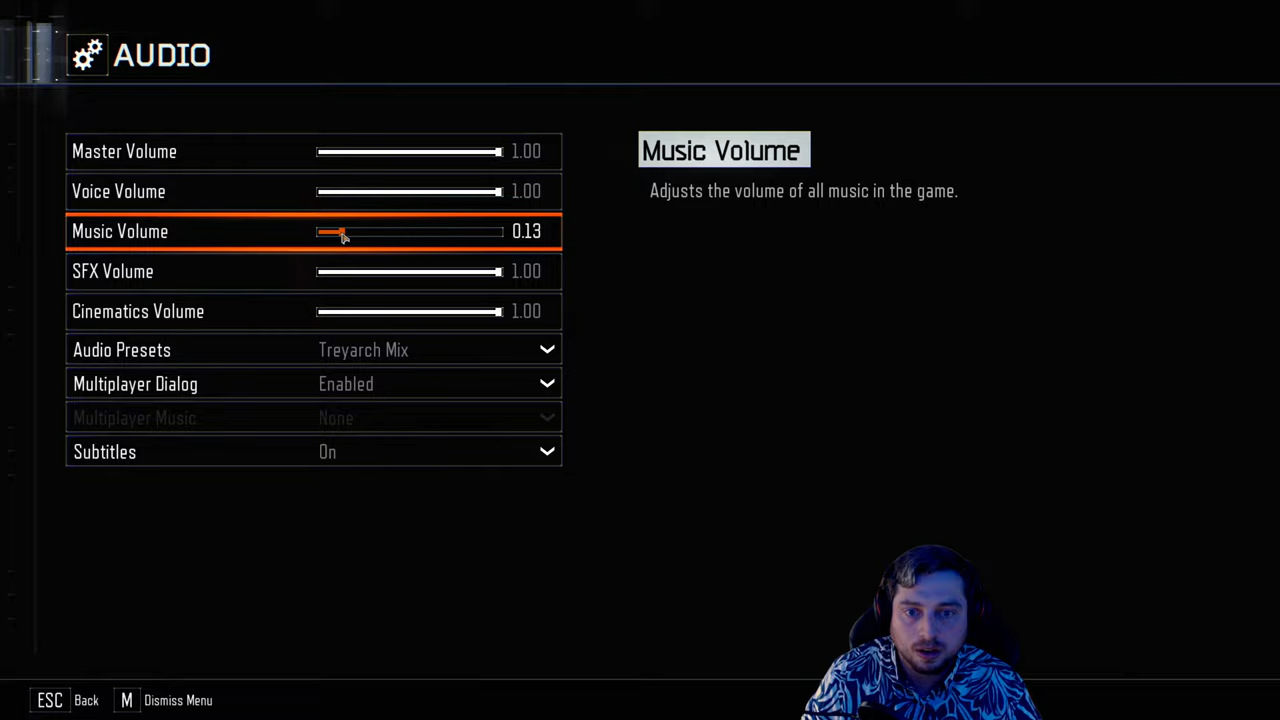 AUDIO
Master Volume 1.00
Voice Volume 1.00
Music Volume 0.13
SFX Volume 1.00
Cinematics Volume 1.00
Audio Presets Treyarch Mix
Multiplayer Dialog Enabled
Multiplayer Music None
Subtitles On
Music Volume
Adjusts the volume of all music in the game.
ESC Back M Dismiss Menu